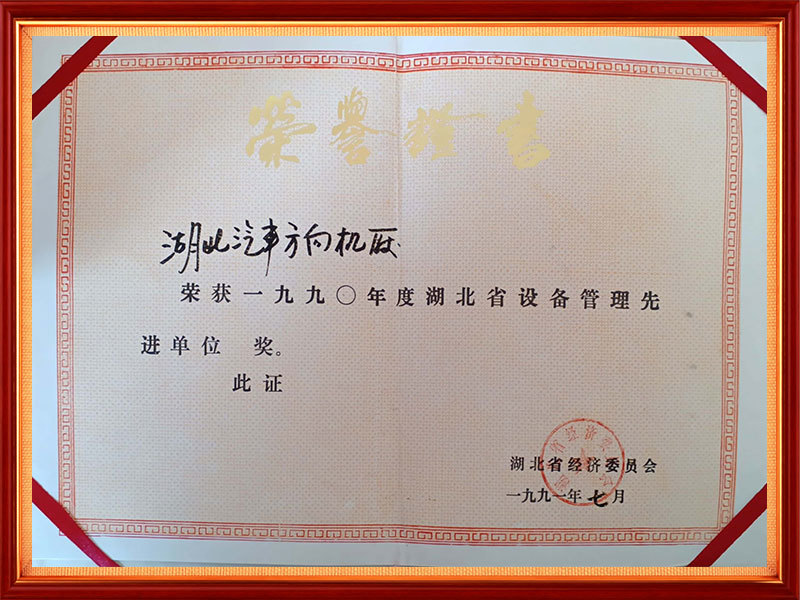 荣誉證书
湖北汽车方向机厂
荣获一九九〇年度湖北省设备管理先
进单位 奖。
此证
湖北省经济委员会
一九九一年七月